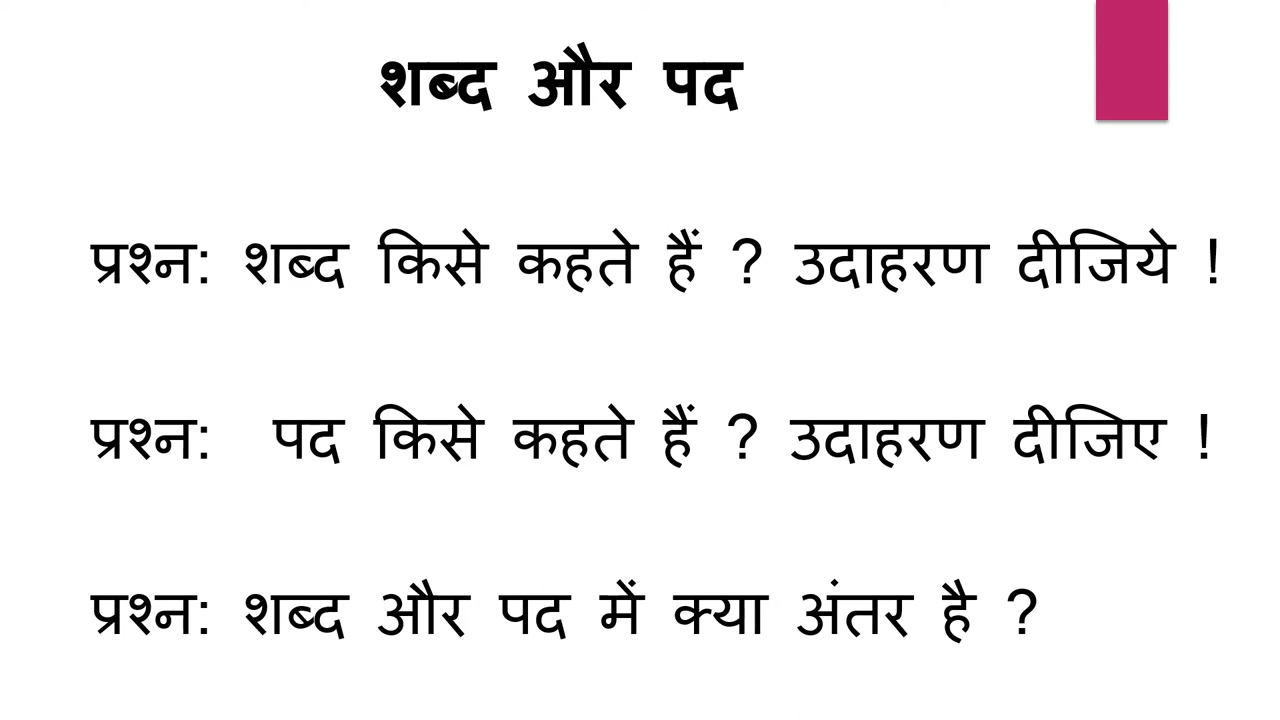 शब्द और पद
प्रश्न: शब्द किसे कहते हैं ? उदाहरण दीजिये !
प्रश्न: पद किसे कहते हैं ? उदाहरण दीजिए !
प्रश्न: शब्द और पद में क्या अंतर है ?